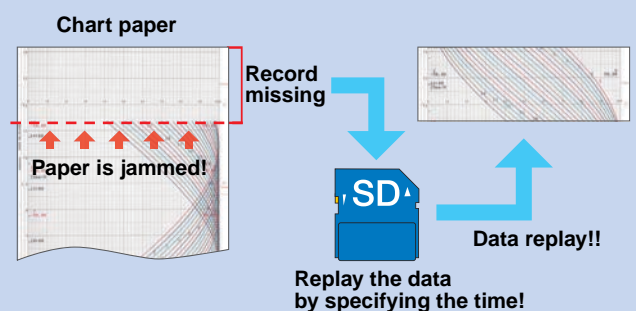 Chart paper
Record
missing
Paper is jammed!
SD
Data replay!!
Replay the data
by specifying the time!